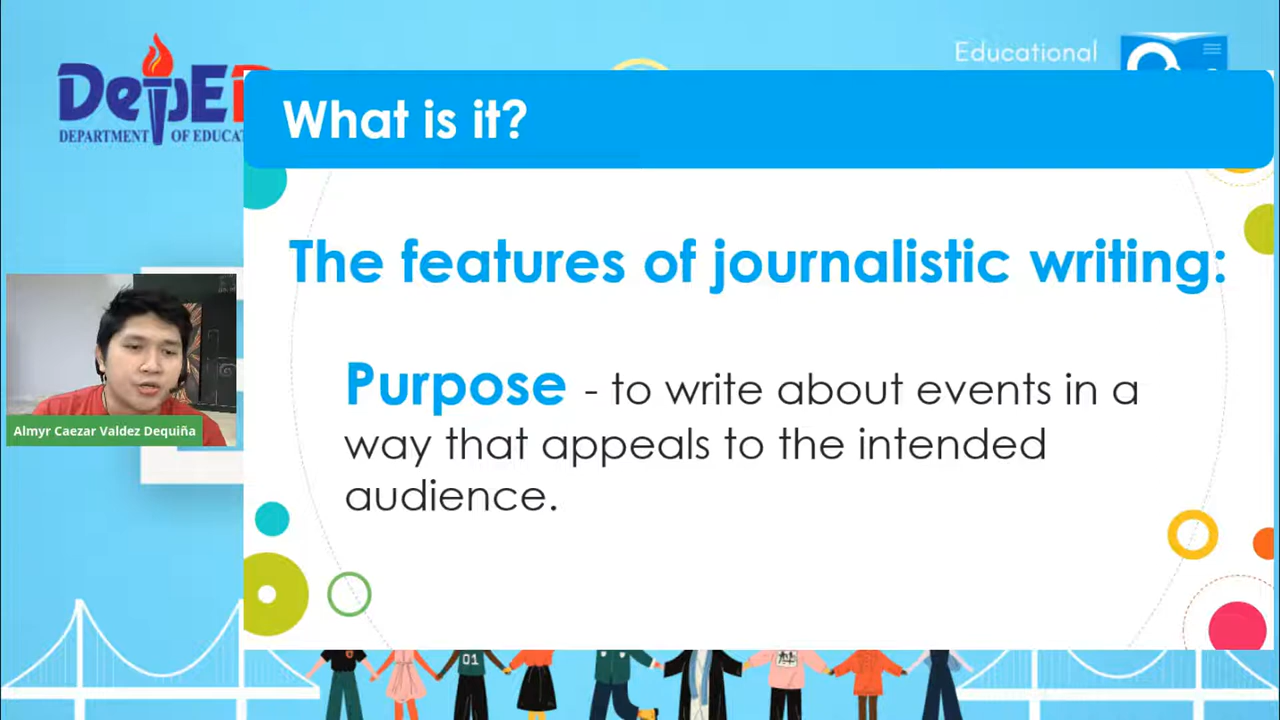 Educational
DepED
DEPARTMENT OF EDUCAT
What is it?
The features of journalistic writing:
Purpose - to write about events in a
way that appeals to the intended
audience.
Almyr Caezar Valdez Dequiña
01